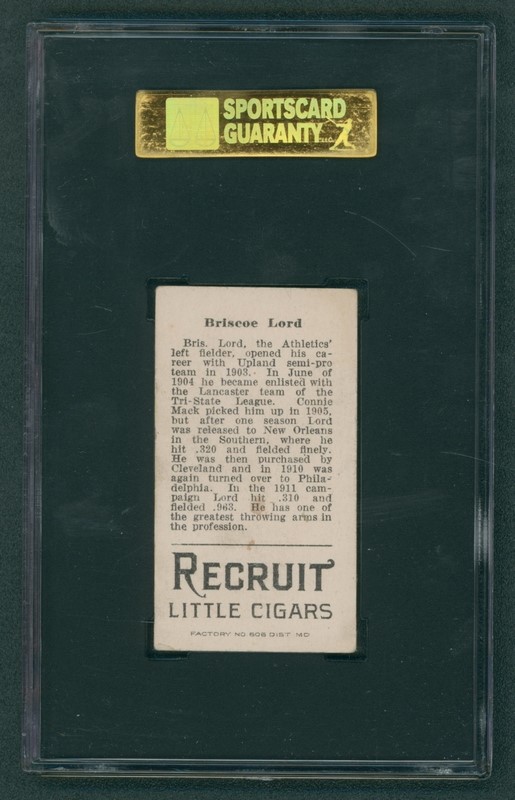 SPORTSCARD
GUARANTY
Briscoe Lord
Bris. Lord, the Athletics'
left fielder, opened his ca-
reer with Upland semi-pro
team in 1903. In June of
1904 he became enlisted with
the Lancaster team of the
Tri-State League. Connie
Mack picked him up in 1905,
but after one season Lord
was released to New Orleans
in the Southern, where he
hit .320 and fielded finely.
He was then purchased by
Cleveland and in 1910 was
again turned over to Phila-
delphia. In the 1911 cam-
paign Lord hit .310 and
fielded .963. He has one of
the greatest throwing arms in
the profession.
RECRUIT
LITTLE CIGARS
FACTORY NO. 606 DIST MD